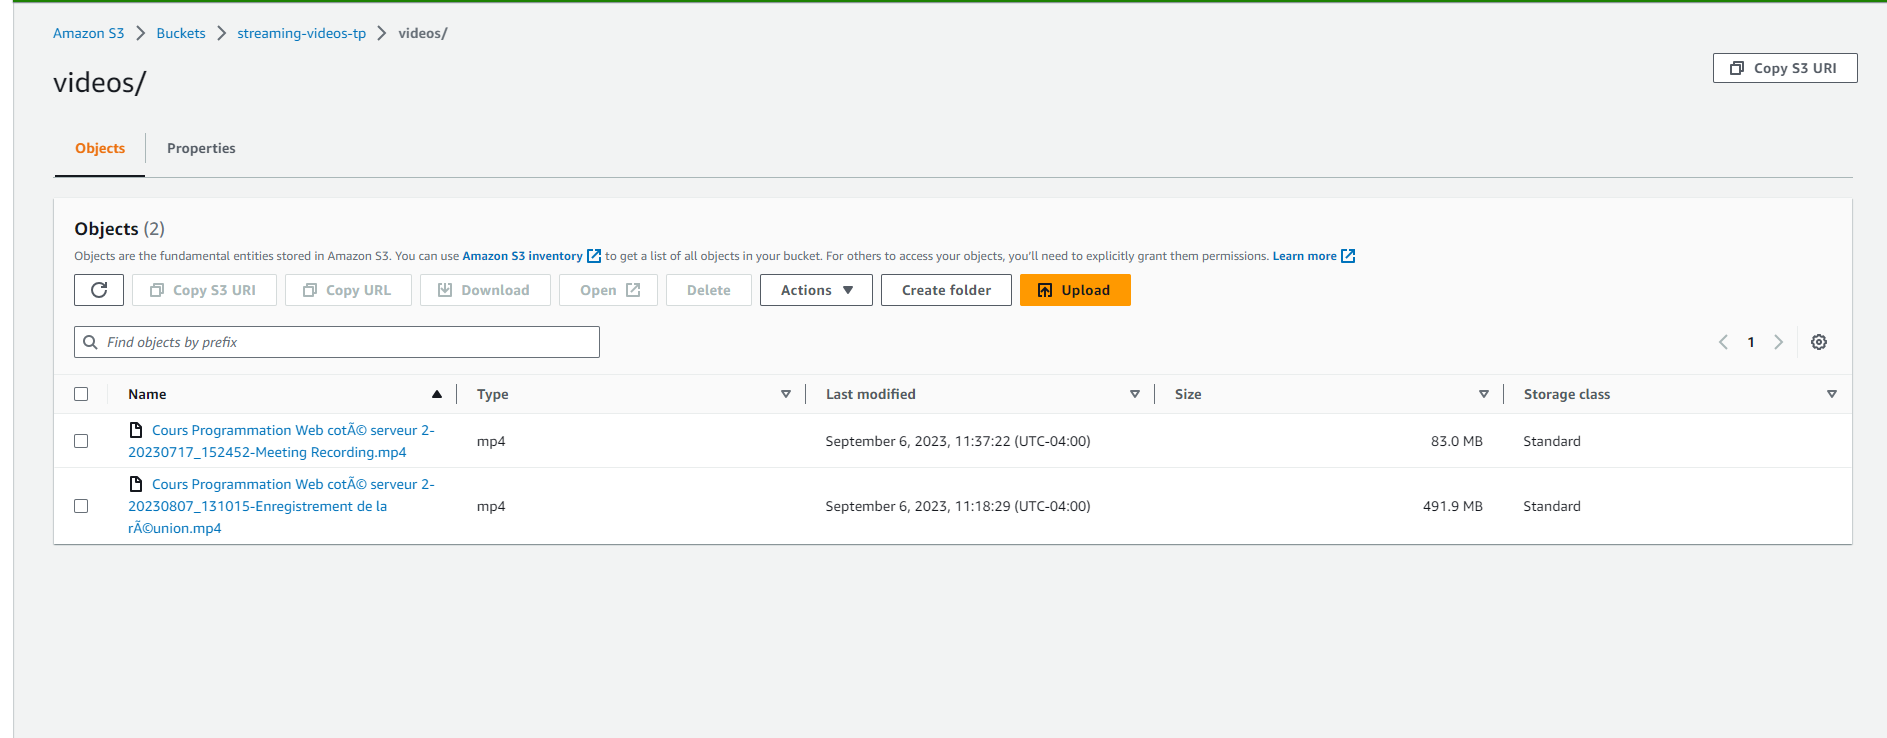 Amazon S3 > Buckets > streaming-videos-tp > videos/
videos/
Copy S3 URI
Objects
Properties
Objects (2)
Objects are the fundamental entities stored in Amazon S3. You can use Amazon S3 inventory to get a list of all objects in your bucket. For others to access your objects, you'll need to explicitly grant them permissions. Learn more
Copy S3 URI Copy URL Download Open Delete Actions Create folder Upload
Find objects by prefix
1
Name Type Last modified Size Storage class
Cours Programmation Web cotÃ© serveur 2-
20230717_152452-Meeting Recording.mp4
mp4 September 6, 2023, 11:37:22 (UTC-04:00) 83.0 MB Standard
Cours Programmation Web cotÃ© serveur 2-
20230807_131015-Enregistrement de la
rÃ©union.mp4
mp4 September 6, 2023, 11:18:29 (UTC-04:00) 491.9 MB Standard